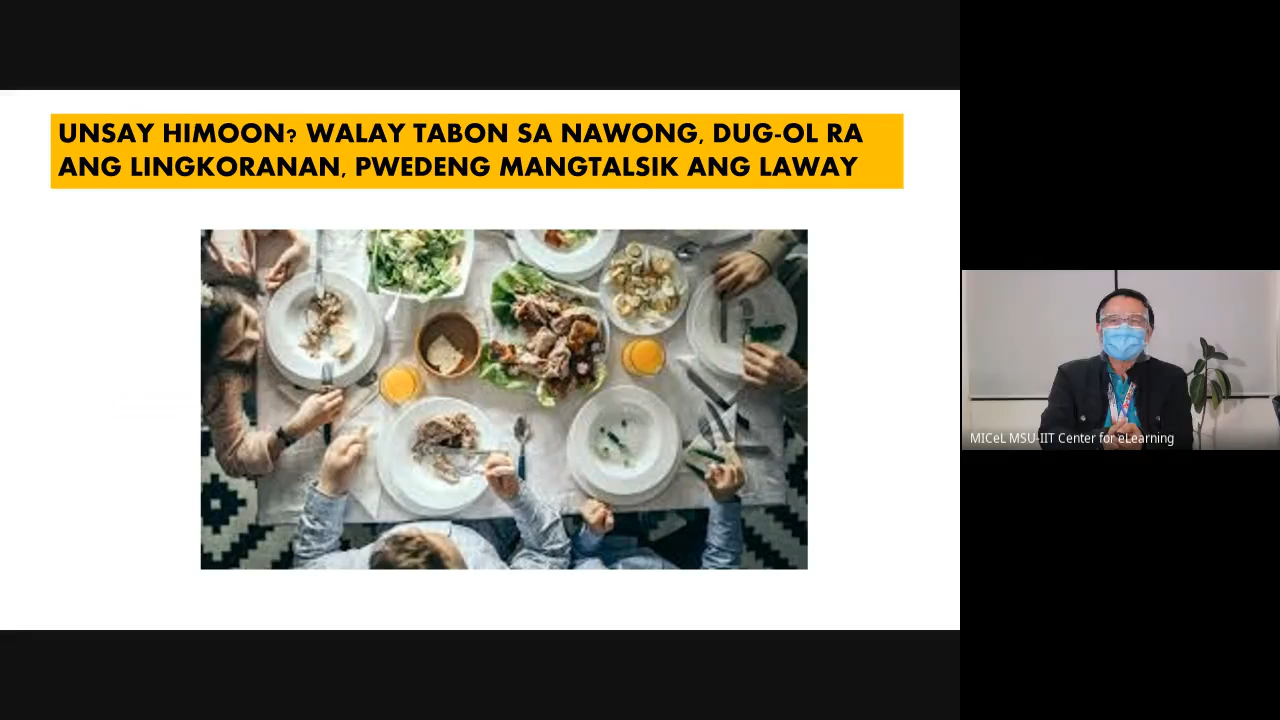 UNSAY HIMOON? WALAY TABON SA NAWONG, DUG-OL RA
ANG LINGKORANAN, PWEDENG MANGTALSIK ANG LAWAY
MICeL MSU-IIT Center for eLearning